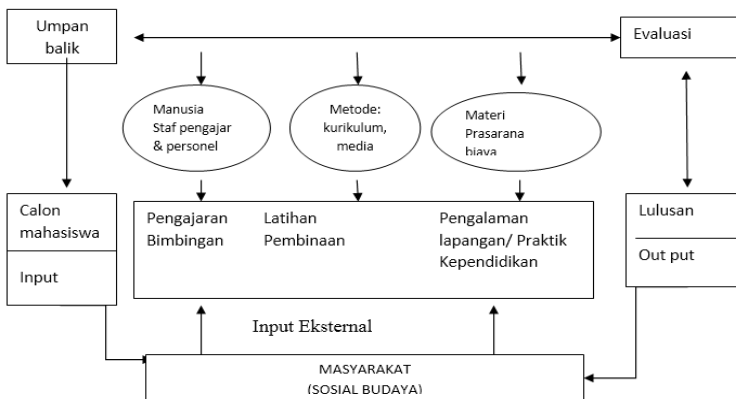 Umpan
balik
Evaluasi
Manusia
Staf pengajar
& personel
Metode:
kurikulum,
media
Materi
Prasarana
biaya
Calon
mahasiswa
Input
Pengajaran
Bimbingan
Latihan
Pembinaan
Pengalaman
lapangan/ Praktik
Kependidikan
Lulusan
Out put
Input Eksternal
MASYARAKAT
(SOSIAL BUDAYA)